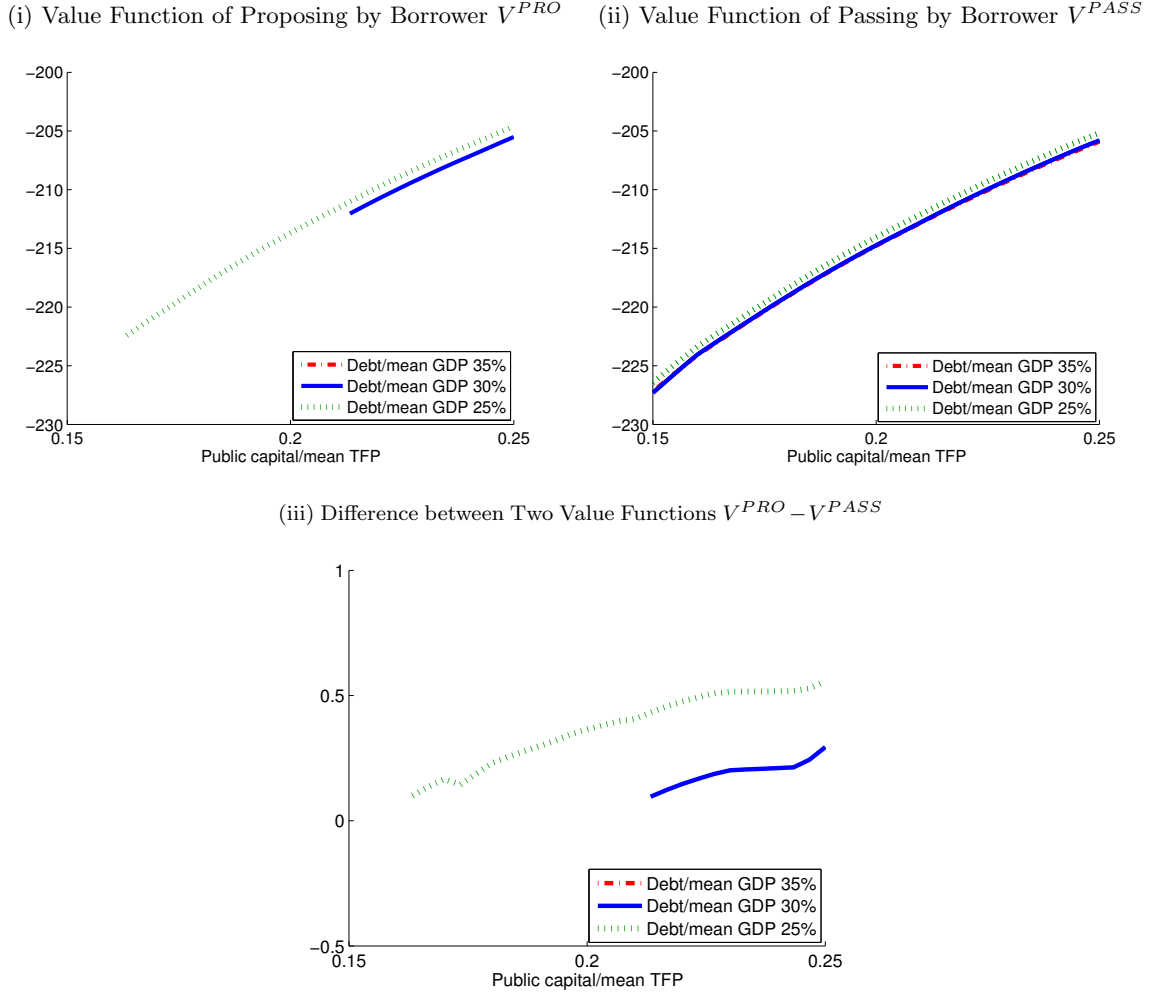 (i) Value Function of Proposing by Borrower V^{PRO}
−200
−205
−210
−215
−220
−225
−230
0.15
0.2
0.25
Public capital/mean TFP
Debt/mean GDP 35%
Debt/mean GDP 30%
Debt/mean GDP 25%
(ii) Value Function of Passing by Borrower V^{PASS}
−200
−205
−210
−215
−220
−225
−230
0.15
0.2
0.25
Public capital/mean TFP
Debt/mean GDP 35%
Debt/mean GDP 30%
Debt/mean GDP 25%
(iii) Difference between Two Value Functions V^{PRO} − V^{PASS}
1
0.5
0
−0.5
0.15
0.2
0.25
Public capital/mean TFP
Debt/mean GDP 35%
Debt/mean GDP 30%
Debt/mean GDP 25%